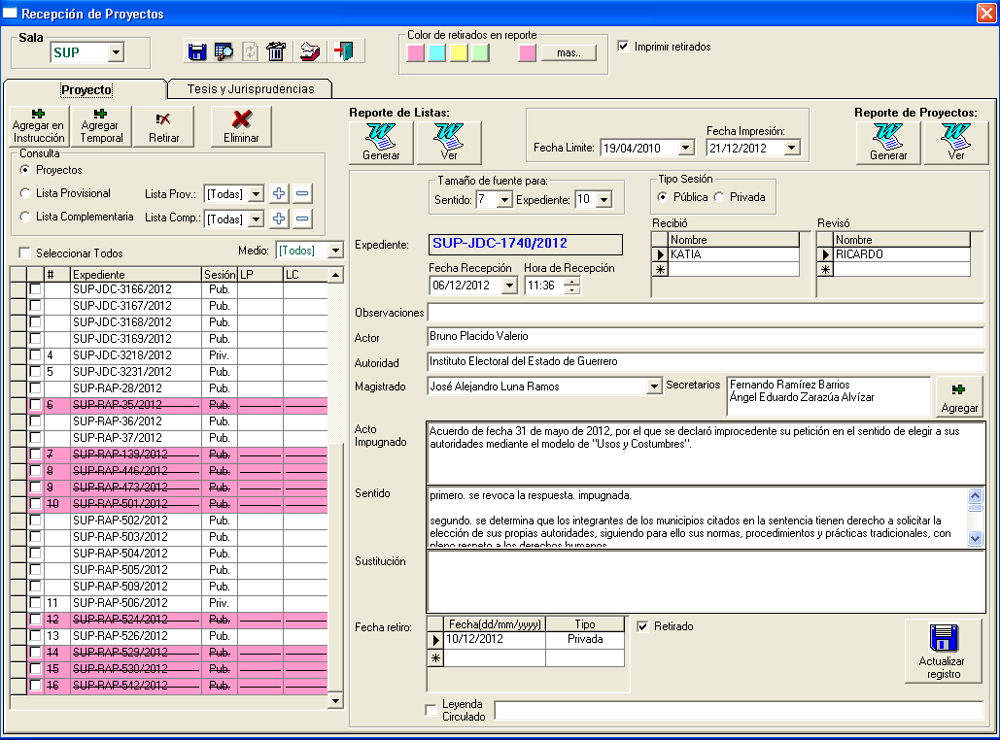 Recepción de Proyectos
Sala
SUP
Color de retirados en reporte
mas..
Imprimir retirados
Proyecto
Tesis y Jurisprudencias
Agregar en Instrucción
Agregar Temporal
Retirar
Eliminar
Reporte de Listas:
Generar
Ver
Fecha Limite: 19/04/2010
Fecha Impresión:
21/12/2012
Reporte de Proyectos:
Generar
Ver
Consulta
Proyectos
Lista Provisional
Lista Prov.: [Todas]
Lista Complementaria
Lista Comp.: [Todas]
Seleccionar Todos
Medio: [Todos]
# Expediente Sesión LP LC
SUP-JDC-3166/2012 Pub.
SUP-JDC-3167/2012 Pub.
SUP-JDC-3168/2012 Pub.
SUP-JDC-3169/2012 Pub.
4 SUP-JDC-3218/2012 Priv.
5 SUP-JDC-3231/2012 Pub.
SUP-RAP-28/2012 Pub.
6 SUP-RAP-35/2012 Pub.
SUP-RAP-36/2012 Pub.
SUP-RAP-37/2012 Pub.
7 SUP-RAP-139/2012 Pub.
8 SUP-RAP-446/2012 Pub.
9 SUP-RAP-473/2012 Pub.
10 SUP-RAP-501/2012 Pub.
SUP-RAP-502/2012 Pub.
SUP-RAP-503/2012 Pub.
SUP-RAP-504/2012 Pub.
SUP-RAP-505/2012 Pub.
SUP-RAP-509/2012 Pub.
11 SUP-RAP-506/2012 Priv.
12 SUP-RAP-524/2012 Pub.
13 SUP-RAP-526/2012 Pub.
14 SUP-RAP-529/2012 Pub.
15 SUP-RAP-530/2012 Pub.
16 SUP-RAP-542/2012 Pub.
Tamaño de fuente para:
Sentido: 7 Expediente: 10
Tipo Sesión
Pública Privada
Expediente: SUP-JDC-1740/2012
Fecha Recepción Hora de Recepción
06/12/2012 11:36
Recibió
Nombre
KATIA
Revisó
Nombre
RICARDO
Observaciones
Actor Bruno Placido Valerio
Autoridad Instituto Electoral del Estado de Guerrero
Magistrado José Alejandro Luna Ramos
Secretarios Fernando Ramírez Barrios
Ángel Eduardo Zarazúa Alvízar
Agregar
Acto Impugnado
Acuerdo de fecha 31 de mayo de 2012, por el que se declaró improcedente su petición en el sentido de elegir a sus
autoridades mediante el modelo de "Usos y Costumbres".
Sentido
primero. se revoca la respuesta. impugnada.
segundo. se determina que los integrantes de los municipios citados en la sentencia tienen derecho a solicitar la
elección de sus propias autoridades, siguiendo para ello sus normas, procedimientos y prácticas tradicionales, con
pleno respeto a los derechos humanos
Sustitución
Fecha retiro:
Fecha(dd/mm/yyyy) Tipo
10/12/2012 Privada
Retirado
Actualizar registro
Leyenda Circulado